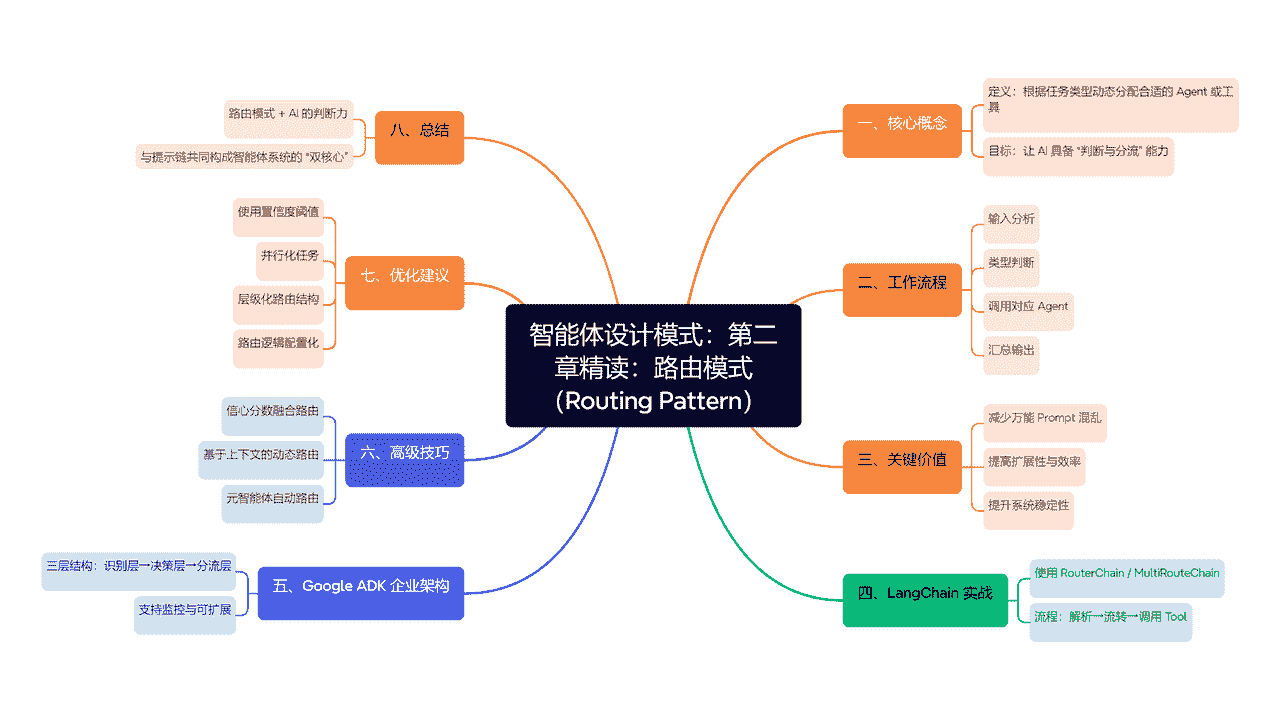 智能体设计模式：第二
章精读：路由模式
（Routing Pattern）
一、核心概念
定义：根据任务类型动态分配合适的 Agent 或工
具
目标：让 AI 具备 “判断与分流” 能力
二、工作流程
输入分析
类型判断
调用对应 Agent
汇总输出
三、关键价值
减少万能 Prompt 混乱
提高扩展性与效率
提升系统稳定性
四、LangChain 实战
使用 RouterChain / MultiRouteChain
流程：解析→流转→调用 Tool
五、Google ADK 企业架构
三层结构：识别层→决策层→分流层
支持监控与可扩展
六、高级技巧
信心分数融合路由
基于上下文的动态路由
元智能体自动路由
七、优化建议
使用置信度阈值
并行化任务
层级化路由结构
路由逻辑配置化
八、总结
路由模式 + AI 的判断力
与提示链共同构成智能体系统的 “双核心”